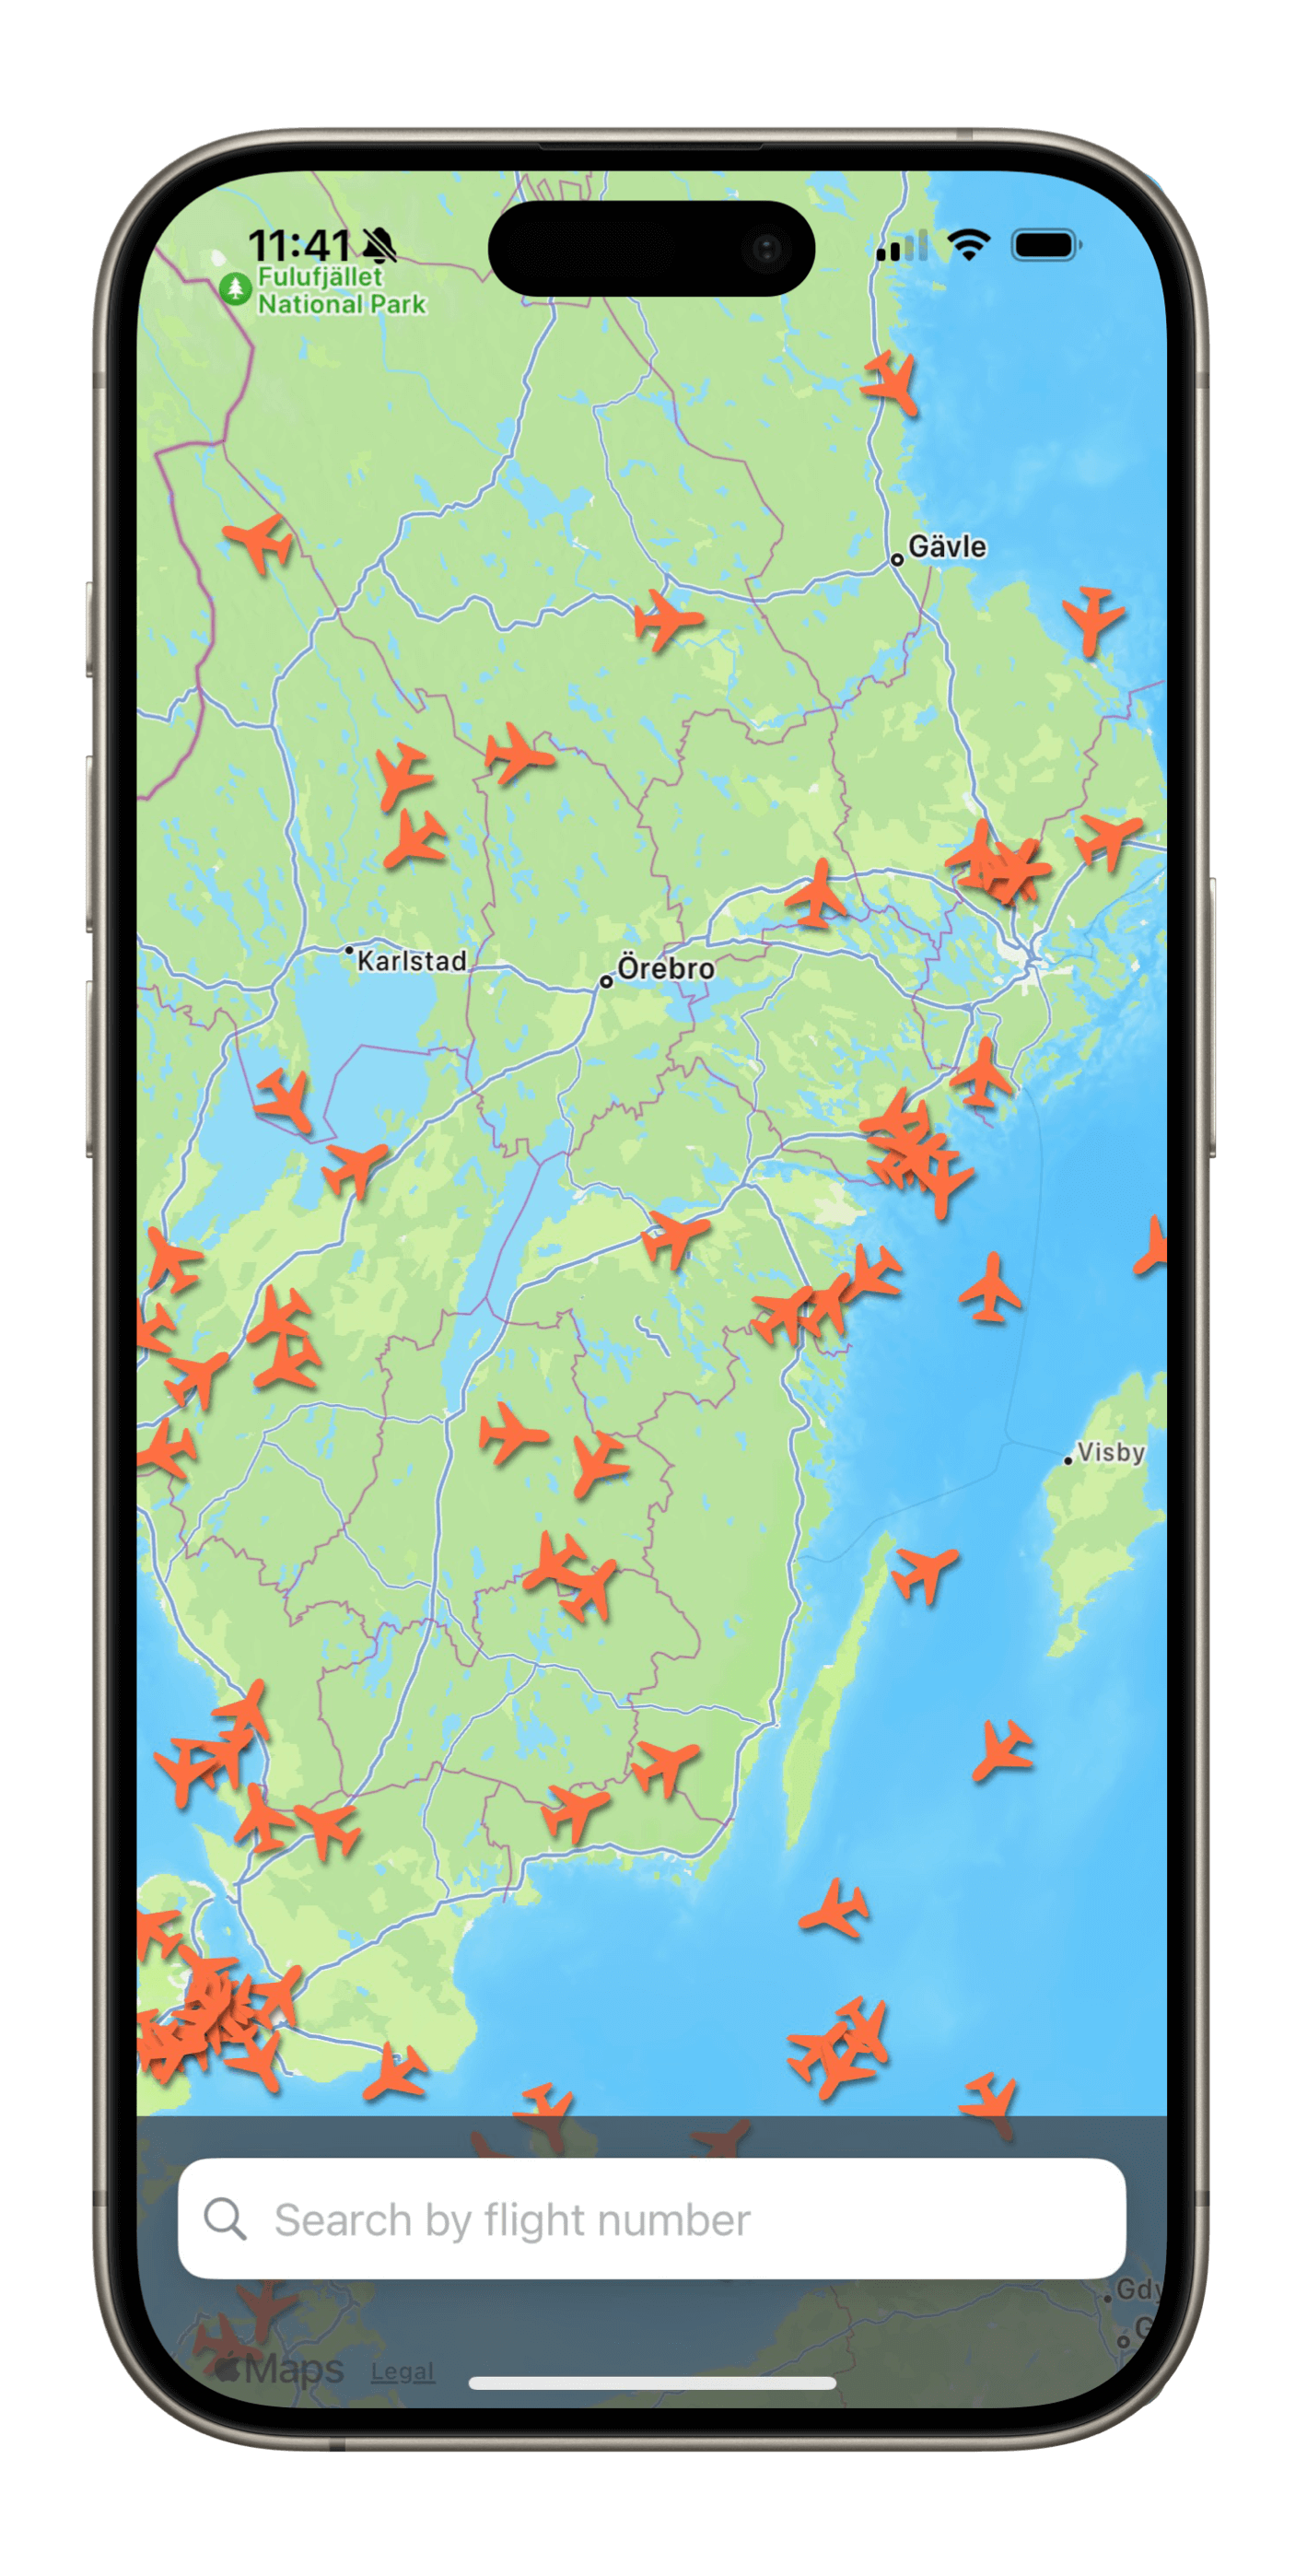 11:41
Fulufjället
National Park
Gävle
Karlstad
Örebro
Visby
Search by flight number
Gdy
G
Maps Legal